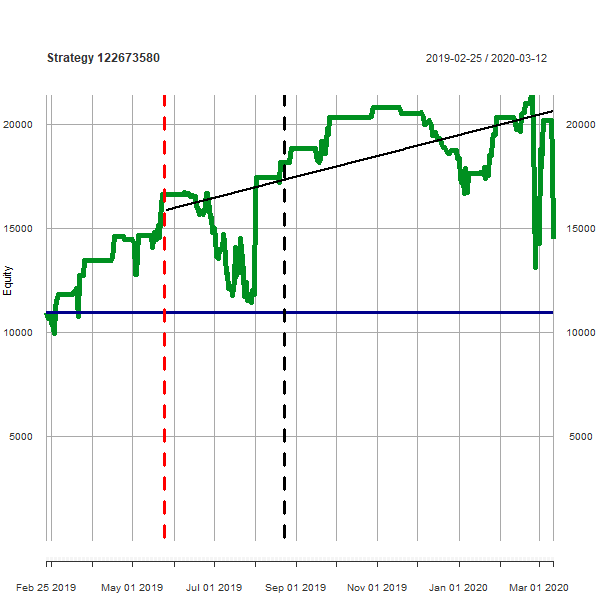 Strategy 122673580
2019-02-25 / 2020-03-12
20000
20000
15000
15000
Equity
10000
10000
5000
5000
Feb 25 2019
May 01 2019
Jul 01 2019
Sep 01 2019
Nov 01 2019
Jan 01 2020
Mar 01 2020